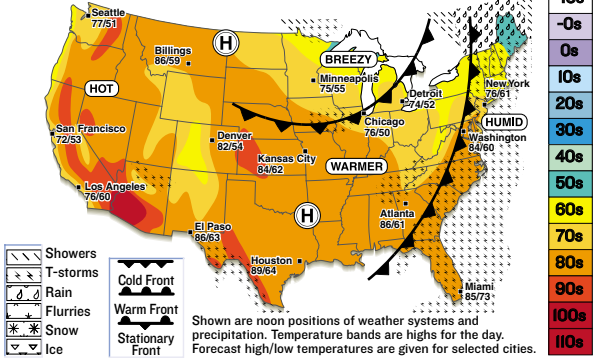 Seattle
77/51
Billings
86/59
H
BREEZY
Minneapolis
75/55
HOT
Detroit
74/52
New York
76/61
HUMID
Washington
84/60
Chicago
76/50
San Francisco
72/53
Denver
82/54
Kansas City
84/62
WARMER
Los Angeles
76/60
El Paso
86/63
H
Atlanta
86/61
Houston
89/64
Miami
85/73
Showers
T-storms
Rain
Flurries
Snow
Ice
Cold Front
Warm Front
Stationary
Front
Shown are noon positions of weather systems and
precipitation. Temperature bands are highs for the day.
Forecast high/low temperatures are given for selected cities.
-0s
0s
10s
20s
30s
40s
50s
60s
70s
80s
90s
100s
110s